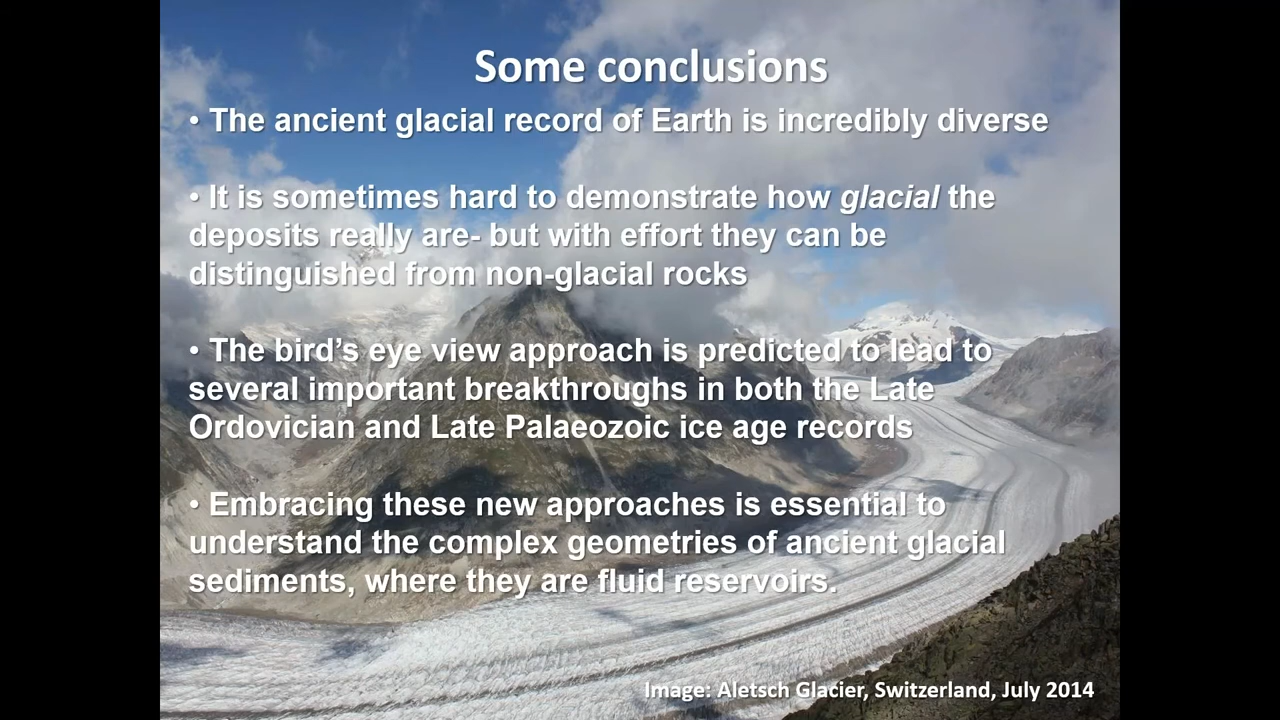 Some conclusions
• The ancient glacial record of Earth is incredibly diverse
• It is sometimes hard to demonstrate how glacial the
deposits really are- but with effort they can be
distinguished from non-glacial rocks
• The bird’s eye view approach is predicted to lead to
several important breakthroughs in both the Late
Ordovician and Late Palaeozoic ice age records
• Embracing these new approaches is essential to
understand the complex geometries of ancient glacial
sediments, where they are fluid reservoirs.
Image: Aletsch Glacier, Switzerland, July 2014